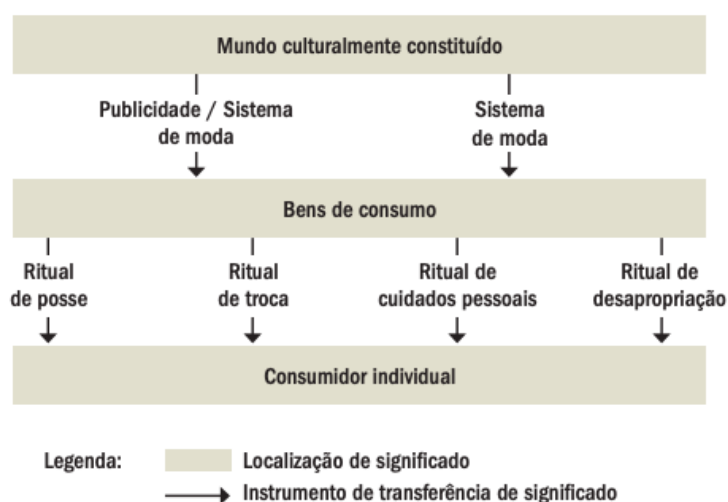 Mundo culturalmente constituído
Publicidade / Sistema
de moda
Sistema
de moda
Bens de consumo
Ritual
de posse
Ritual
de troca
Ritual de
cuidados pessoais
Ritual de
desapropriação
Consumidor individual
Legenda:
Localização de significado
Instrumento de transferência de significado